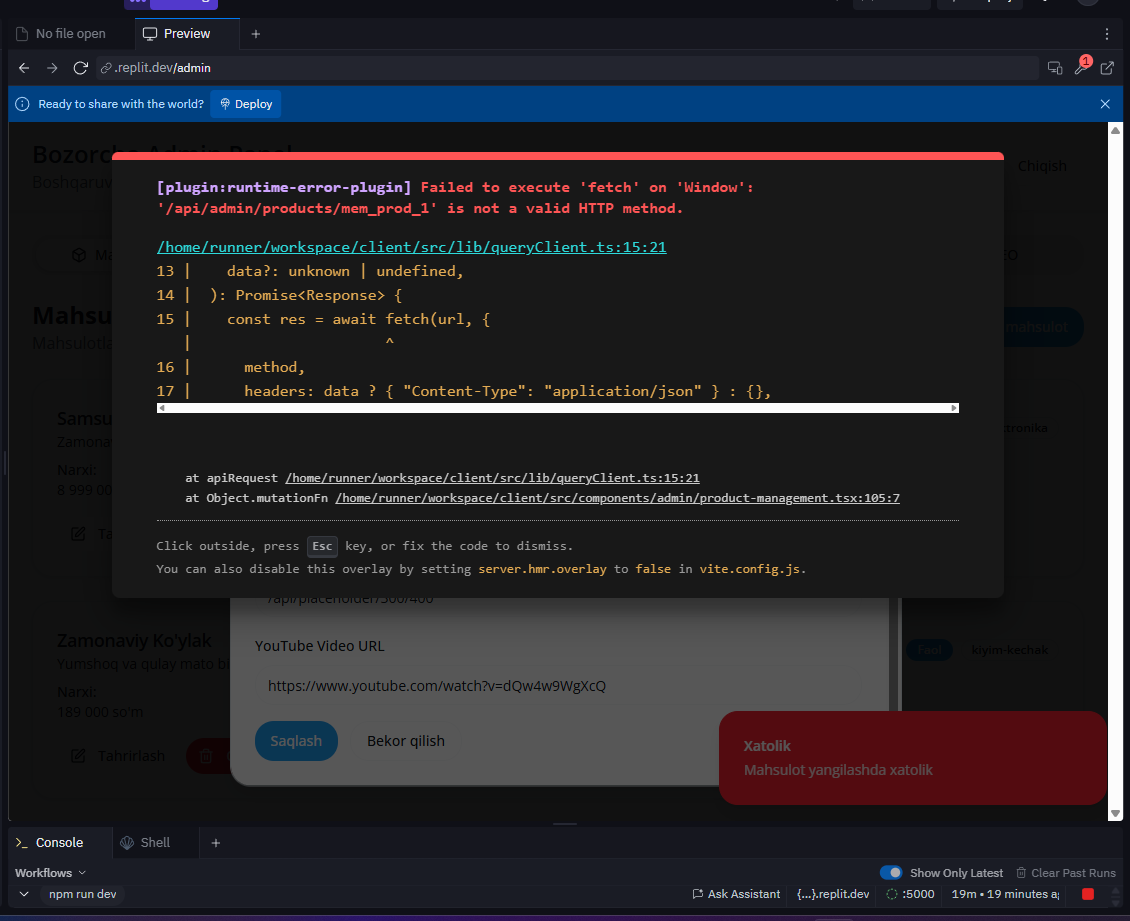 No file open
Preview
.replit.dev/admin
1
Ready to share with the world?
Deploy
Bozorcha Admin Panel
Chiqish
[plugin:runtime-error-plugin] Failed to execute 'fetch' on 'Window':
'/api/admin/products/mem_prod_1' is not a valid HTTP method.
/home/runner/workspace/client/src/lib/queryClient.ts:15:21
13 |     data?: unknown | undefined,
14 |   ): Promise<Response> {
15 |     const res = await fetch(url, {
   |                       ^
16 |       method,
17 |       headers: data ? { "Content-Type": "application/json" } : {},
mahsulot
at apiRequest /home/runner/workspace/client/src/lib/queryClient.ts:15:21
at Object.mutationFn /home/runner/workspace/client/src/components/admin/product-management.tsx:105:7
Click outside, press Esc key, or fix the code to dismiss.
You can also disable this overlay by setting server.hmr.overlay to false in vite.config.js.
Narxi:
8 999 00
/api/placeholder/300/400
Zamonaviy Ko'ylak
Yumshoq va qulay mato b
Narxi:
189 000 so'm
Tahrirlash
YouTube Video URL
https://www.youtube.com/watch?v=dQw4w9WgXcQ
Saqlash
Bekor qilish
Faol
kiyim-kechak
Xatolik
Mahsulot yangilashda xatolik
Console
Shell
Workflows
Show Only Latest
Clear Past Runs
npm run dev
Ask Assistant
{...}.replit.dev
:5000
19m • 19 minutes a